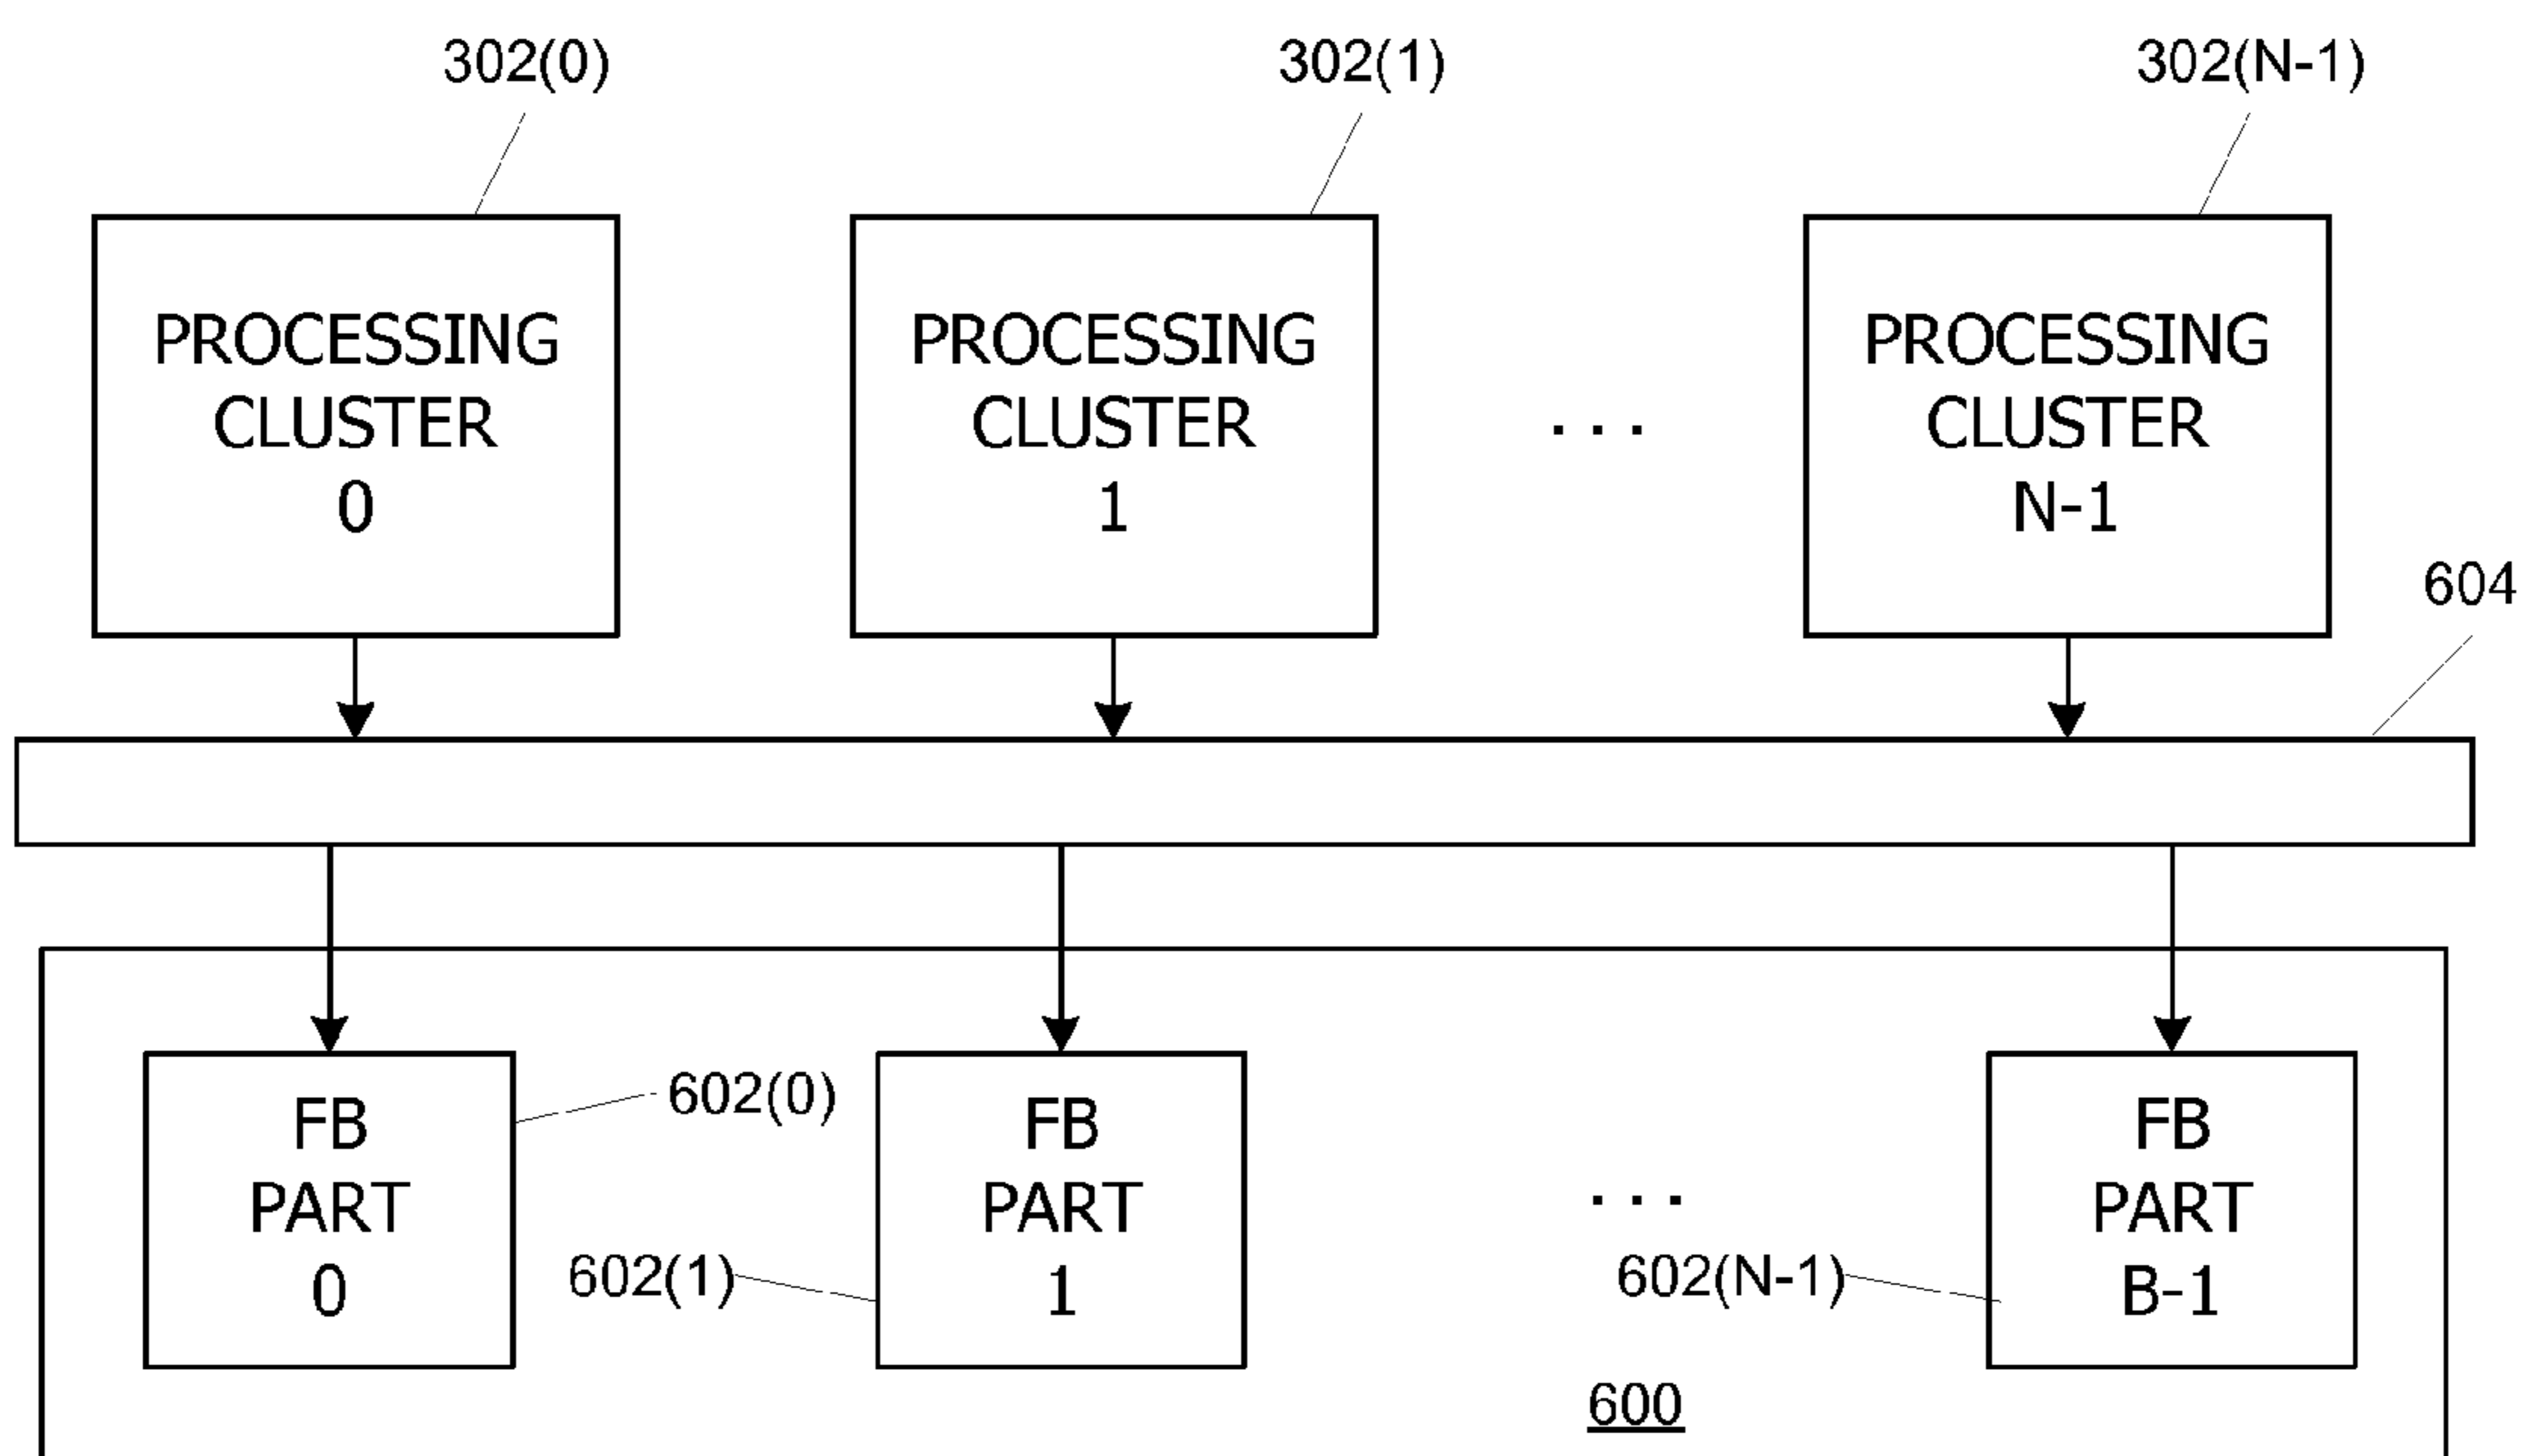 302(0)
302(1)
302(N-1)
PROCESSING
CLUSTER
0
PROCESSING
CLUSTER
1
. . .
PROCESSING
CLUSTER
N-1
604
FB
PART
0
602(0)
602(1)
FB
PART
1
. . .
602(N-1)
FB
PART
B-1
600